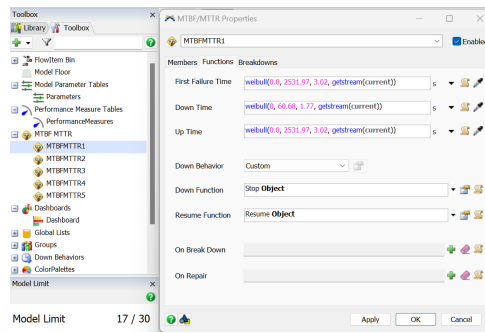 Toolbox
Library
Toolbox
FlowItem Bin
Model Floor
Model Parameter Tables
Parameters
Performance Measure Tables
PerformanceMeasures
MTBF MTTR
MTBFMTTR1
MTBFMTTR2
MTBFMTTR3
MTBFMTTR4
MTBFMTTR5
Dashboards
Dashboard
Global Lists
Groups
Down Behaviors
ColorPalettes
Model Limit
Model Limit 17 / 30
MTBF/MTTR Properties
MTBFMTTR1
Enabled
Members Functions Breakdowns
First Failure Time weibull(0.0, 2531.97, 3.02, getstream(current)) s
Down Time weibull(0, 60.68, 1.77, getstream(current)) s
Up Time weibull(0.0, 2531.97, 3.02, getstream(current)) s
Down Behavior Custom
Down Function Stop Object
Resume Function Resume Object
On Break Down
On Repair
Apply OK Cancel